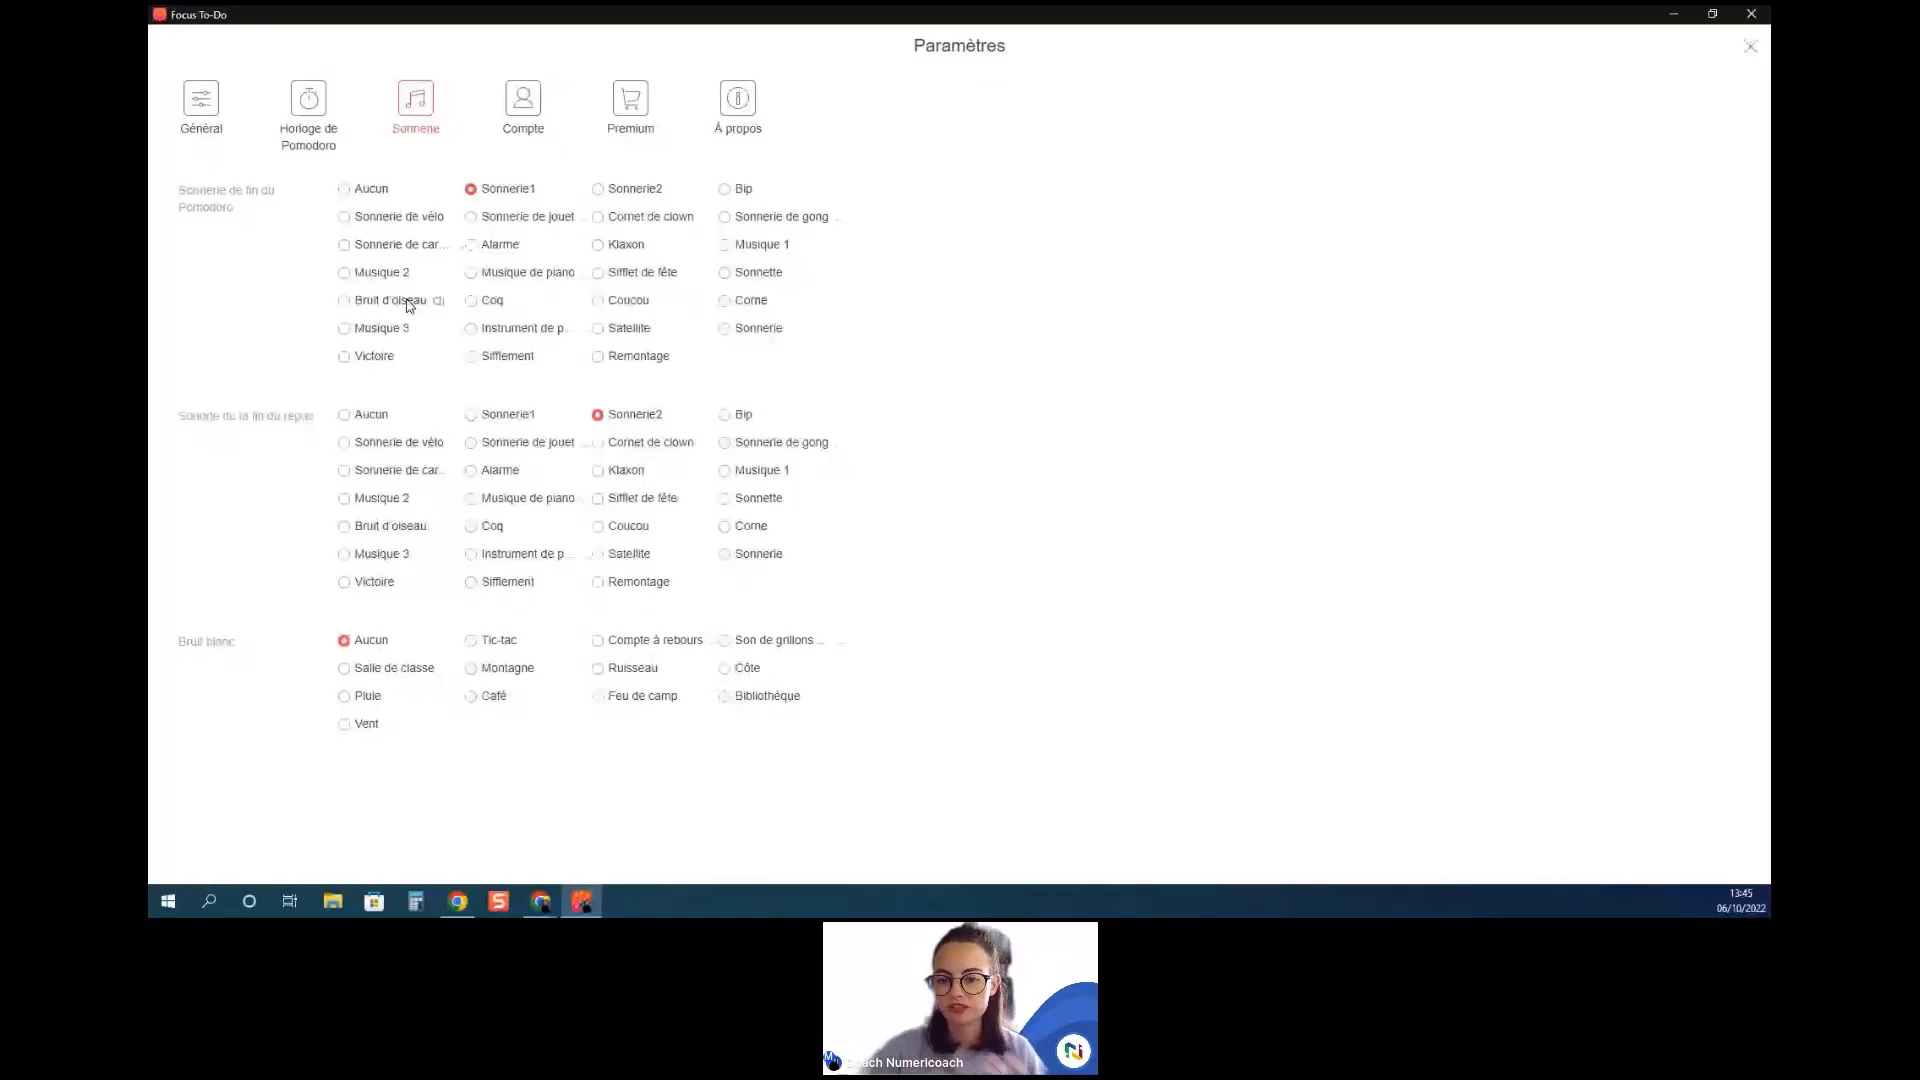 Focus To-Do
Paramètres
Général
Horloge de
Pomodoro
Sonnerie
Compte
Premium
À propos
Sonnerie de fin du
Pomodoro
Aucun
Sonnerie1
Sonnerie2
Bip
Sonnerie de vélo
Sonnerie de jouet
Cornet de clown
Sonnerie de gong
Sonnerie de car...
Alarme
Klaxon
Musique 1
Musique 2
Musique de piano
Sifflet de fête
Sonnette
Bruit d'oiseau
Coq
Coucou
Corne
Musique 3
Instrument de p...
Satellite
Sonnerie
Victoire
Sifflement
Remontage
la fin du repos
Aucun
Sonnerie1
Sonnerie2
Bip
Sonnerie de vélo
Sonnerie de jouet
Cornet de clown
Sonnerie de gong
Sonnerie de car...
Alarme
Klaxon
Musique 1
Musique 2
Musique de piano
Sifflet de fête
Sonnette
Bruit d'oiseau
Coq
Coucou
Corne
Musique 3
Instrument de p...
Satellite
Sonnerie
Victoire
Sifflement
Remontage
Bruit blanc
Aucun
Tic-tac
Compte à rebours
Son de grillons ...
Salle de classe
Montagne
Ruisseau
Côte
Pluie
Café
Feu de camp
Bibliothèque
Vent
13:45
06/10/2022
Numericoach